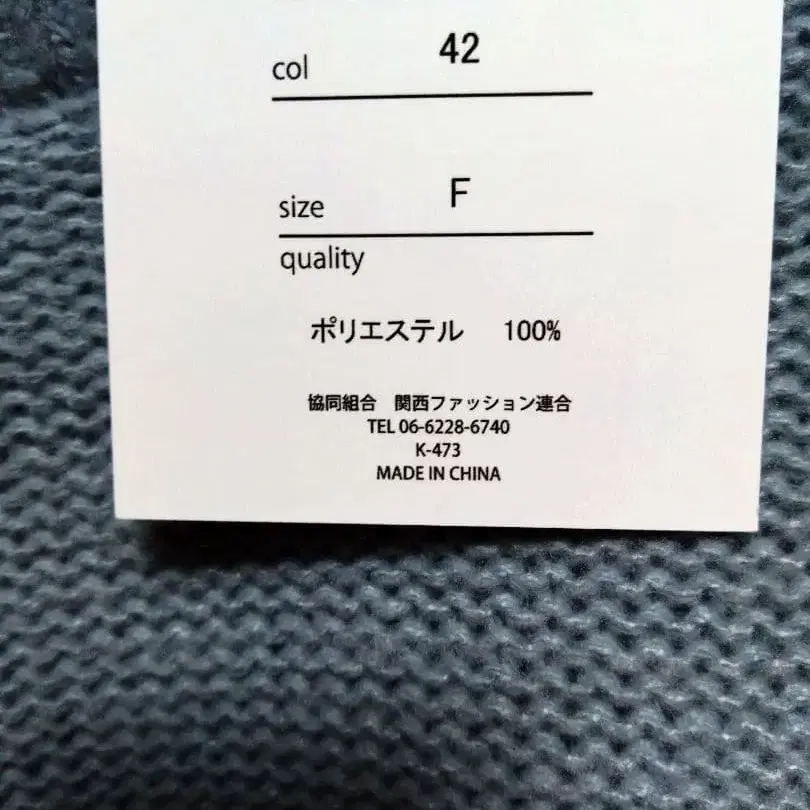 col 42
size F
quality
ポリエステル 100%
協同組合 関西ファッション連合
TEL 06-6228-6740
K-473
MADE IN CHINA